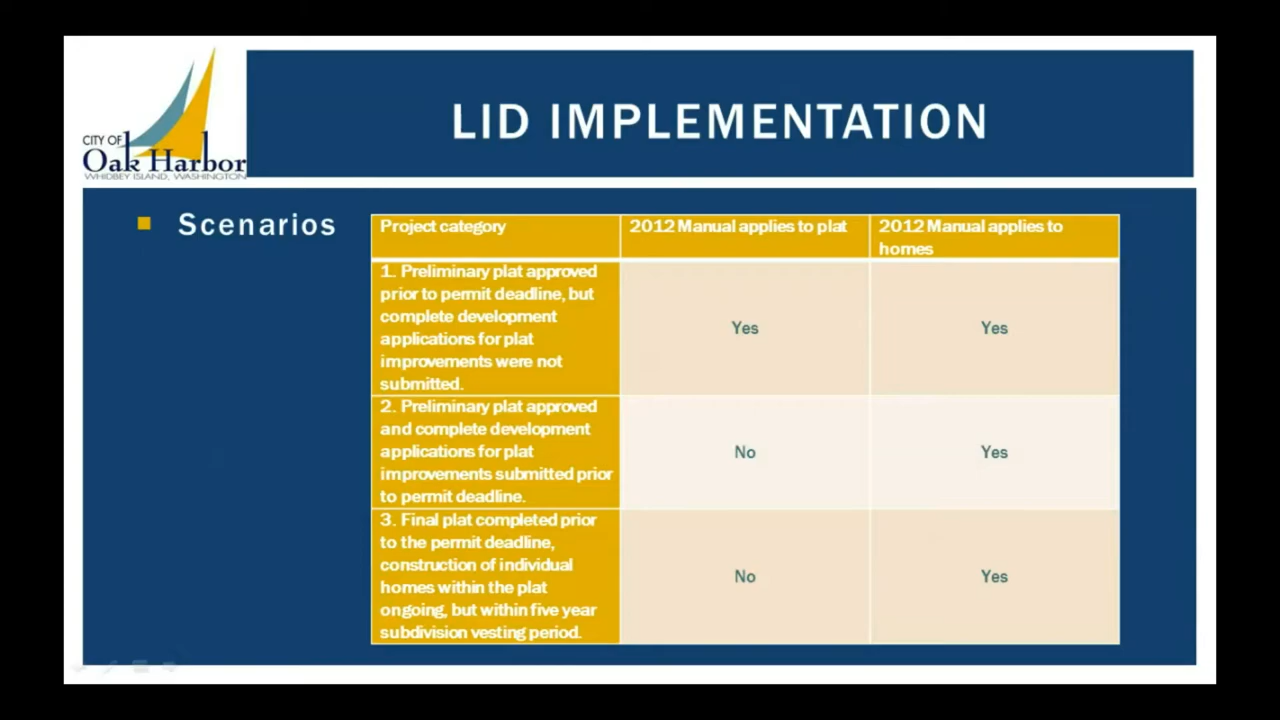 LID IMPLEMENTATION
CITY OF
Oak Harbor
WHIDBEY ISLAND, WASHINGTON
Scenarios
Project category
2012 Manual applies to plat
2012 Manual applies to
homes
1. Preliminary plat approved
prior to permit deadline, but
complete development
applications for plat
improvements were not
submitted.
Yes
Yes
2. Preliminary plat approved
and complete development
applications for plat
improvements submitted prior
to permit deadline.
No
Yes
3. Final plat completed prior
to the permit deadline,
construction of individual
homes within the plat
ongoing, but within five year
subdivision vesting period.
No
Yes